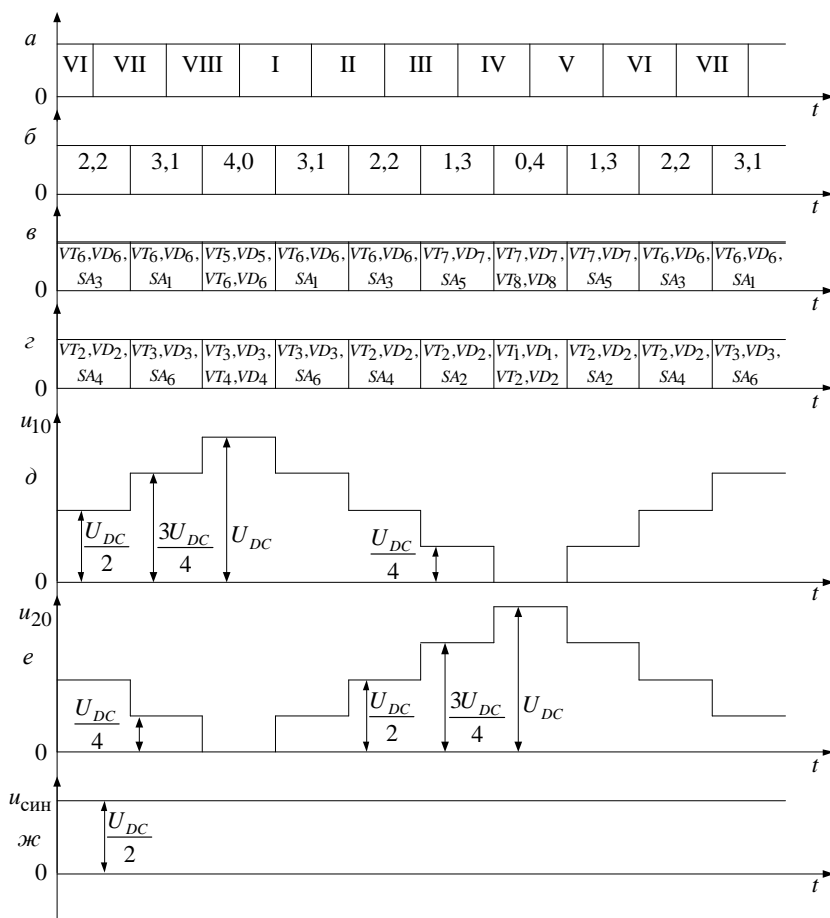 а
VI VII VIII I II III IV V VI VII
0
t
б
2,2 3,1 4,0 3,1 2,2 1,3 0,4 1,3 2,2 3,1
0
t
в
VT6,VD6, VT6,VD6, VT5,VD5, VT6,VD6, VT6,VD6, VT7,VD7, VT7,VD7, VT7,VD7, VT6,VD6, VT6,VD6,
SA3 SA1 VT6,VD6 SA1 SA3 SA5 VT8,VD8 SA5 SA3 SA1
0
t
г
VT2,VD2, VT3,VD3, VT3,VD3, VT3,VD3, VT2,VD2, VT2,VD2, VT1,VD1, VT2,VD2, VT2,VD2, VT3,VD3,
SA4 SA6 VT4,VD4 SA6 SA4 SA2 VT2,VD2 SA2 SA4 SA6
0
t
u10
д
UDC/2 3UDC/4 UDC UDC/4
0
t
u20
е
UDC/4 UDC/2 3UDC/4 UDC
0
t
uсин
ж
UDC/2
0
t